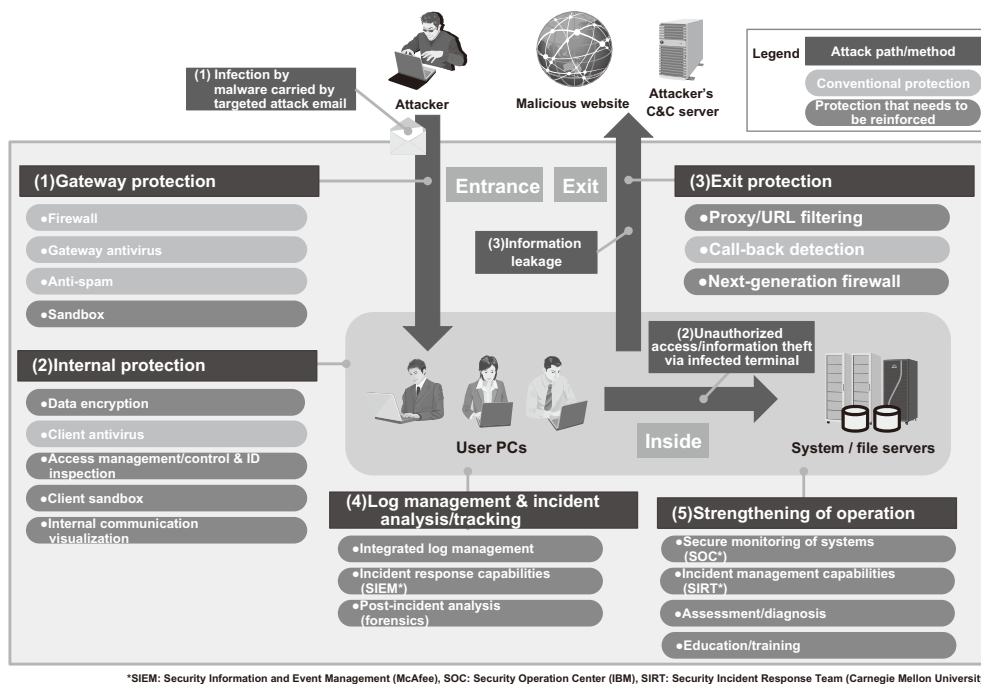 Legend
Attack path/method
Conventional protection
Protection that needs to
be reinforced
(1) Infection by
malware carried by
targeted attack email
Attacker
Malicious website
Attacker's
C&C server
(1)Gateway protection
●Firewall
●Gateway antivirus
●Anti-spam
●Sandbox
Entrance
Exit
(3)Information
leakage
(3)Exit protection
●Proxy/URL filtering
●Call-back detection
●Next-generation firewall
(2)Internal protection
●Data encryption
●Client antivirus
●Access management/control & ID
inspection
●Client sandbox
●Internal communication
visualization
(2)Unauthorized
access/information theft
via infected terminal
User PCs
Inside
System / file servers
(4)Log management & incident
analysis/tracking
●Integrated log management
●Incident response capabilities
(SIEM*)
●Post-incident analysis
(forensics)
(5)Strengthening of operation
●Secure monitoring of systems
(SOC*)
●Incident management capabilities
(SIRT*)
●Assessment/diagnosis
●Education/training
*SIEM: Security Information and Event Management (McAfee), SOC: Security Operation Center (IBM), SIRT: Security Incident Response Team (Carnegie Mellon Universit